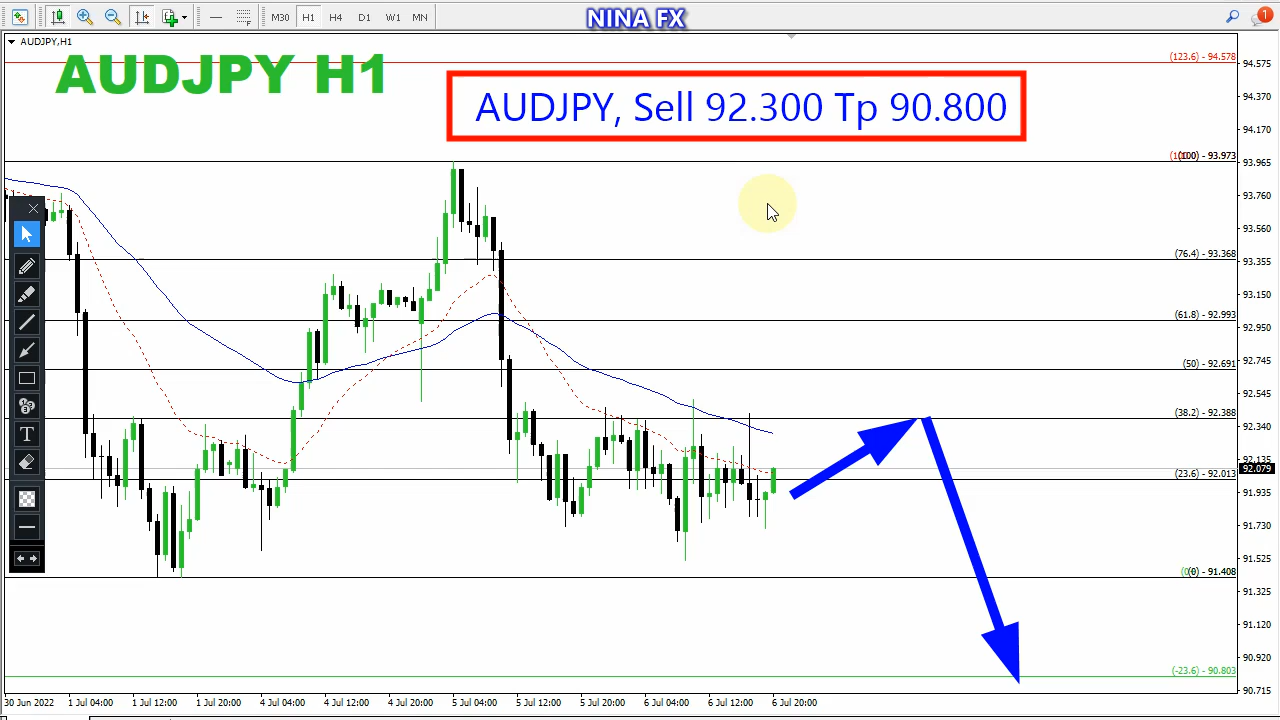 M30 H1 H4 D1 W1 MN
NINA FX
1
AUDJPY,H1
AUDJPY H1
AUDJPY, Sell 92.300 Tp 90.800
(123.6) - 94.578
94.575
94.370
94.170
(100) - 93.973
93.965
93.760
93.560
(76.4) - 93.368
93.355
93.150
(61.8) - 92.993
92.950
92.745
(50) - 92.691
92.545
(38.2) - 92.388
92.340
92.135
92.079
(23.6) - 92.013
91.935
91.730
91.525
(0) - 91.408
91.325
91.120
90.920
(-23.6) - 90.803
90.715
T
30 Jun 2022 1 Jul 04:00 1 Jul 12:00 1 Jul 20:00 4 Jul 04:00 4 Jul 12:00 4 Jul 20:00 5 Jul 04:00 5 Jul 12:00 5 Jul 20:00 6 Jul 04:00 6 Jul 12:00 6 Jul 20:00